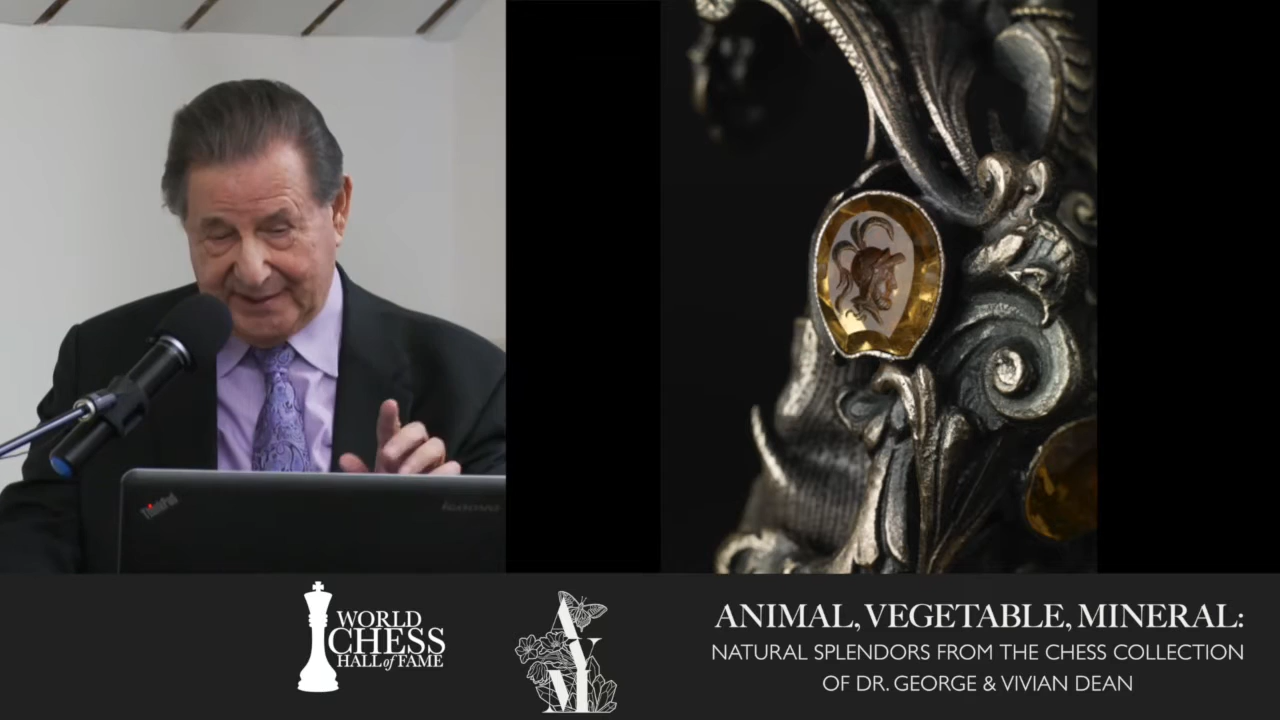 ThinkPad
lenovo
WORLD
CHESS
HALL of FAME
AVM
ANIMAL, VEGETABLE, MINERAL:
NATURAL SPLENDORS FROM THE CHESS COLLECTION
OF DR. GEORGE & VIVIAN DEAN